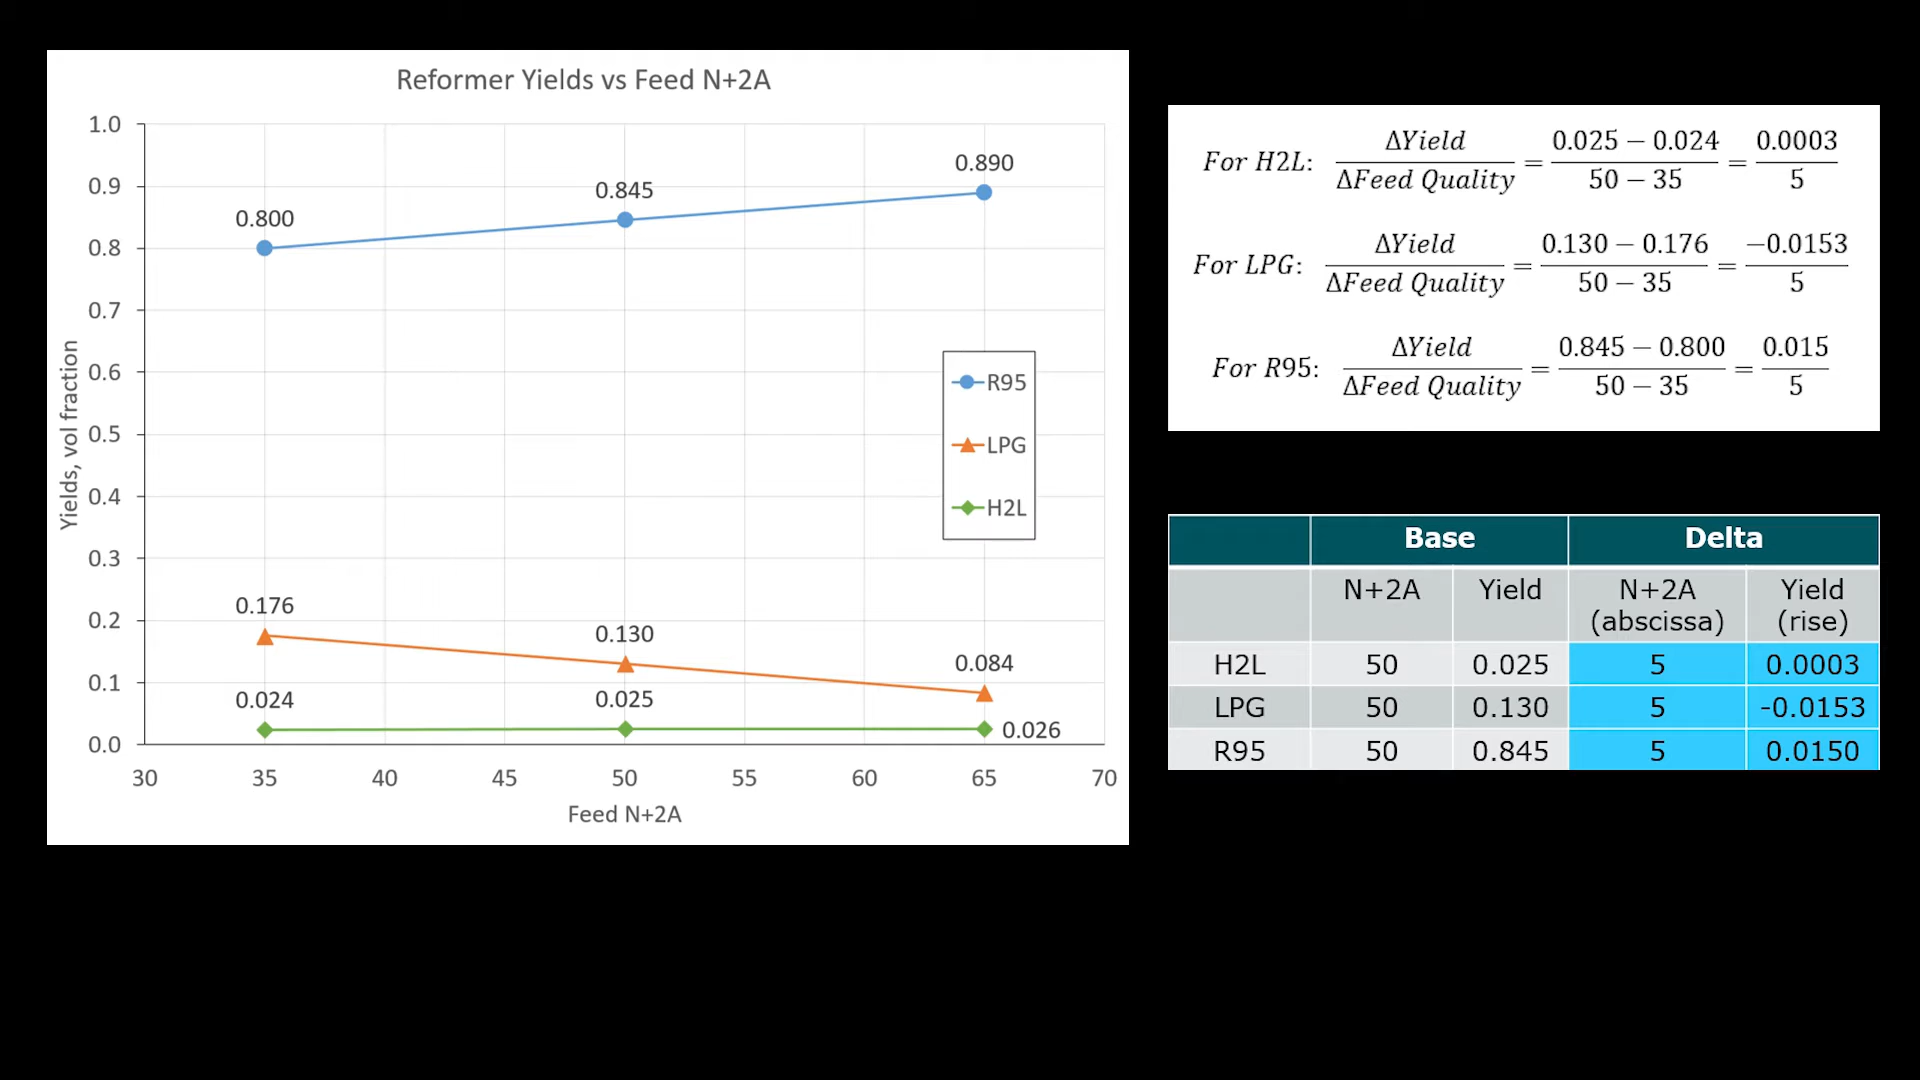 Reformer Yields vs Feed N+2A
1.0
0.9
0.8
0.7
0.6
0.5
0.4
0.3
0.2
0.1
0.0
Yields, vol fraction
0.800
0.845
0.890
0.176
0.130
0.084
0.024
0.025
0.026
R95
LPG
H2L
30 35 40 45 50 55 60 65 70
Feed N+2A
For H2L: ΔYield / ΔFeed Quality = 0.025 − 0.024 / 50 − 35 = 0.0003 / 5
For LPG: ΔYield / ΔFeed Quality = 0.130 − 0.176 / 50 − 35 = −0.0153 / 5
For R95: ΔYield / ΔFeed Quality = 0.845 − 0.800 / 50 − 35 = 0.015 / 5
Base Delta
N+2A Yield N+2A (abscissa) Yield (rise)
H2L 50 0.025 5 0.0003
LPG 50 0.130 5 -0.0153
R95 50 0.845 5 0.0150